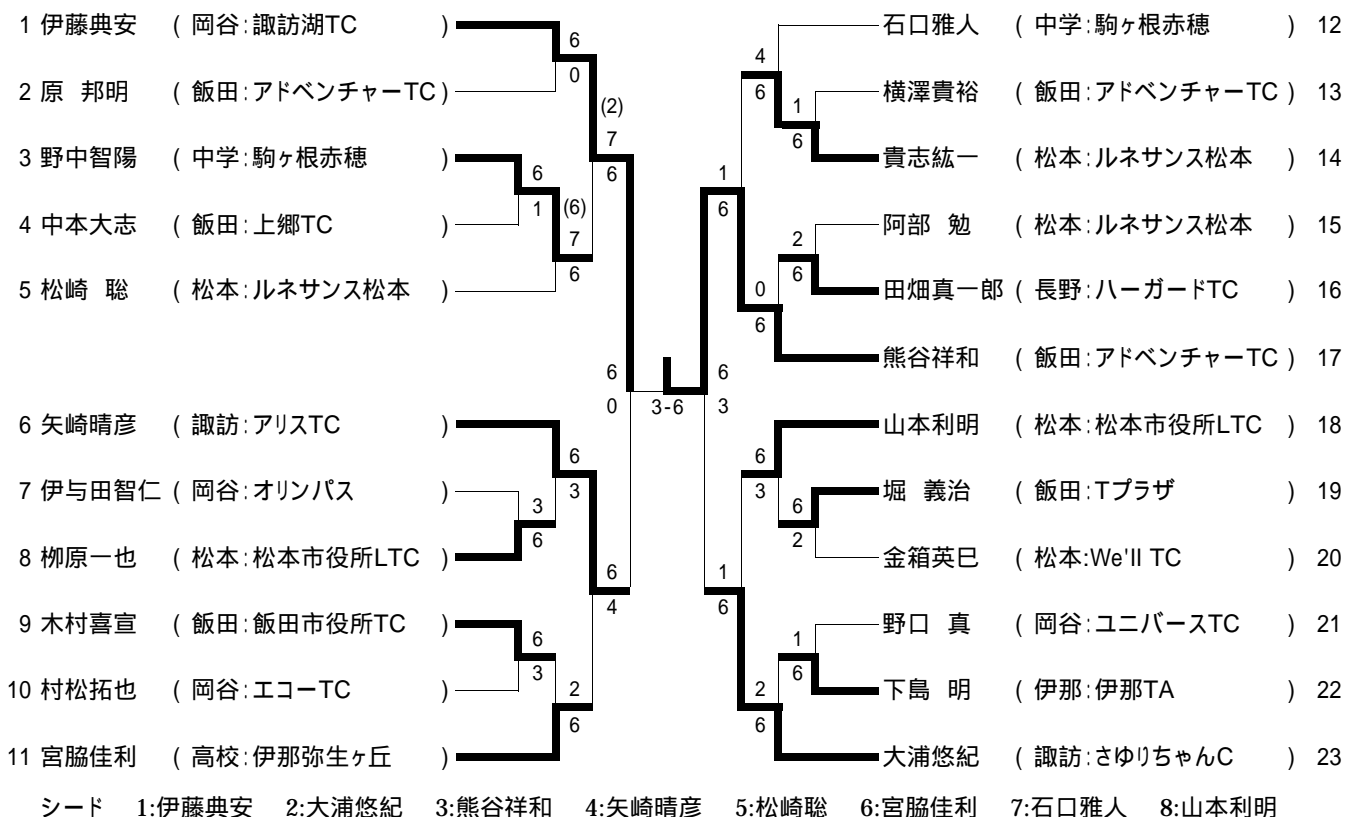 1 伊藤典安 ( 岡谷:諏訪湖TC )
6
0
2 原 邦明 ( 飯田:アドベンチャーTC )
(2)
7
6
3 野中智陽 ( 中学:駒ヶ根赤穂 )
6
1
(6)
7
6
4 中本大志 ( 飯田:上郷TC )
5 松崎 聡 ( 松本:ルネサンス松本 )
6
0
6 矢崎晴彦 ( 諏訪:アリスTC )
6
3
7 伊与田智仁 ( 岡谷:オリンパス )
3
6
8 柳原一也 ( 松本:松本市役所LTC )
6
4
9 木村喜宣 ( 飯田:飯田市役所TC )
6
3
10 村松拓也 ( 岡谷:エコーTC )
2
6
11 宮脇佳利 ( 高校:伊那弥生ヶ丘 )
3-6
石口雅人 ( 中学:駒ヶ根赤穂 ) 12
4
6
横澤貴裕 ( 飯田:アドベンチャーTC ) 13
1
6
貴志紘一 ( 松本:ルネサンス松本 ) 14
1
6
阿部 勉 ( 松本:ルネサンス松本 ) 15
2
6
田畑真一郎 ( 長野:ハーガードTC ) 16
0
6
熊谷祥和 ( 飯田:アドベンチャーTC ) 17
6
3
山本利明 ( 松本:松本市役所LTC ) 18
6
3
堀 義治 ( 飯田:Tプラザ ) 19
6
2
金箱英巳 ( 松本:We'll TC ) 20
1
6
野口 真 ( 岡谷:ユニバースTC ) 21
1
6
下島 明 ( 伊那:伊那TA ) 22
2
6
大浦悠紀 ( 諏訪:さゆりちゃんC ) 23
シード 1:伊藤典安 2:大浦悠紀 3:熊谷祥和 4:矢崎晴彦 5:松崎聡 6:宮脇佳利 7:石口雅人 8:山本利明